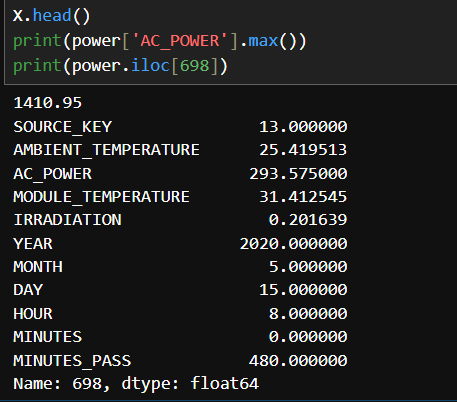 X.head()
print(power['AC_POWER'].max())
print(power.iloc[698])
1410.95
SOURCE_KEY 13.000000
AMBIENT_TEMPERATURE 25.419513
AC_POWER 293.575000
MODULE_TEMPERATURE 31.412545
IRRADIATION 0.201639
YEAR 2020.000000
MONTH 5.000000
DAY 15.000000
HOUR 8.000000
MINUTES 0.000000
MINUTES_PASS 480.000000
Name: 698, dtype: float64